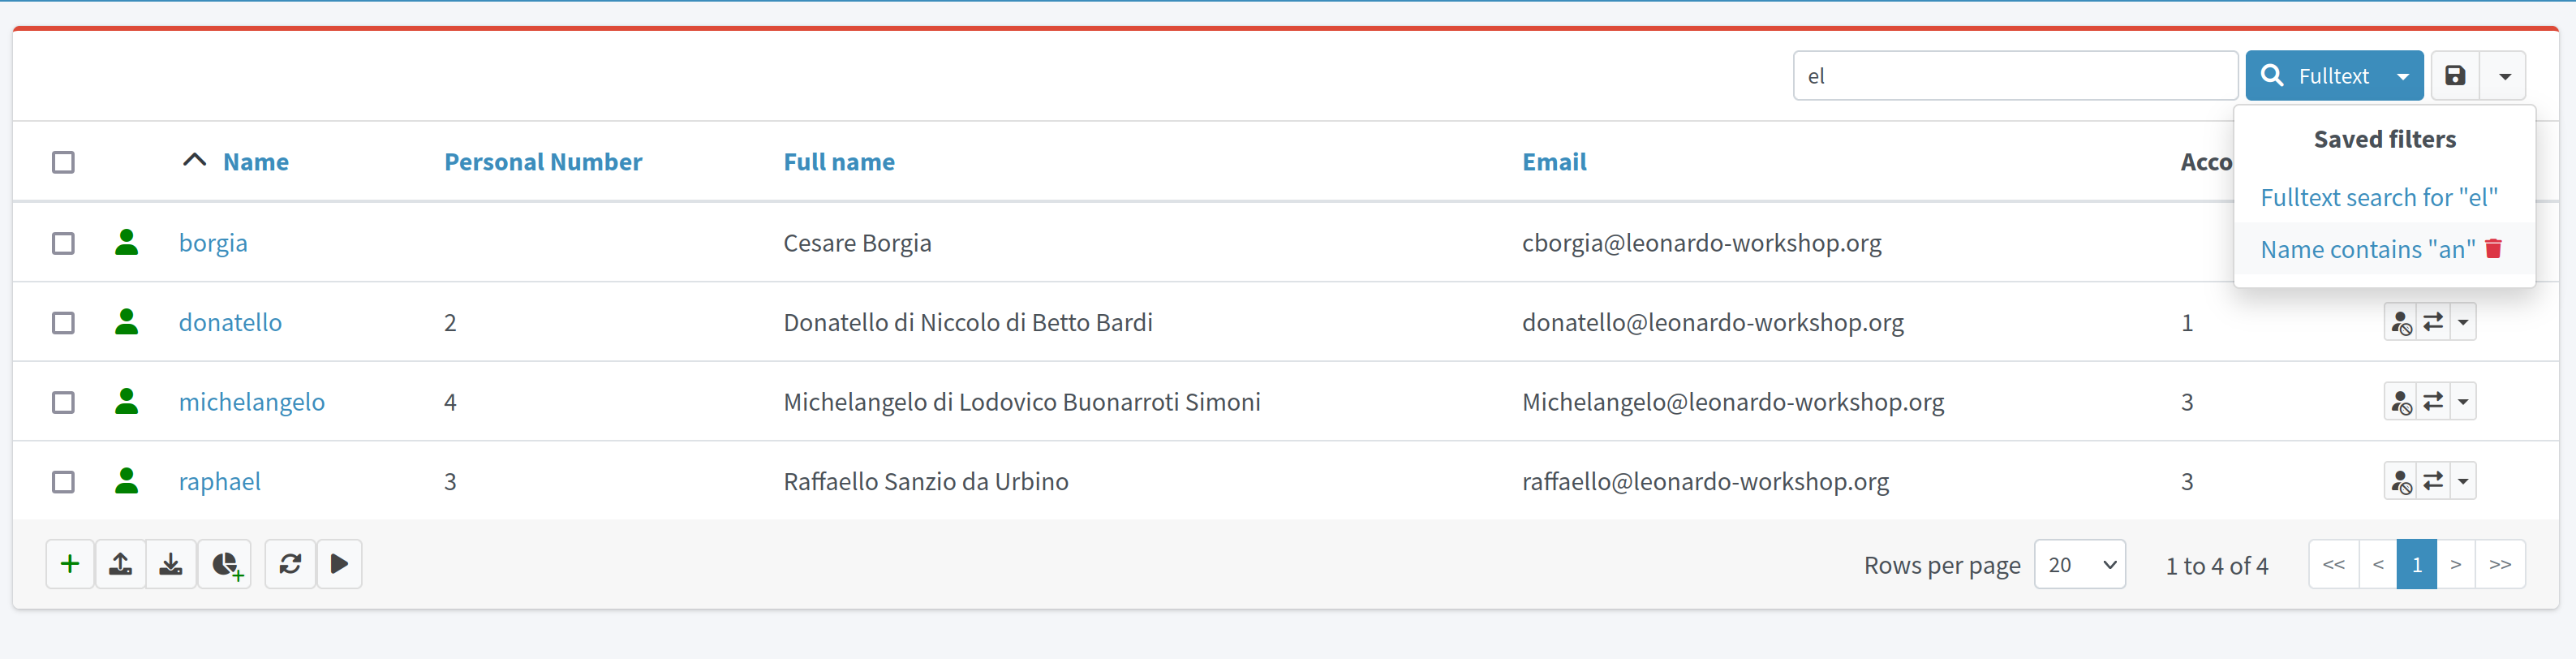 el Fulltext
Saved filters
Fulltext search for "el"
Name contains "an"
Name Personal Number Full name Email Acco
borgia Cesare Borgia cborgia@leonardo-workshop.org
donatello 2 Donatello di Niccolo di Betto Bardi donatello@leonardo-workshop.org 1
michelangelo 4 Michelangelo di Lodovico Buonarroti Simoni Michelangelo@leonardo-workshop.org 3
raphael 3 Raffaello Sanzio da Urbino raffaello@leonardo-workshop.org 3
Rows per page 20 1 to 4 of 4 << < 1 > >>